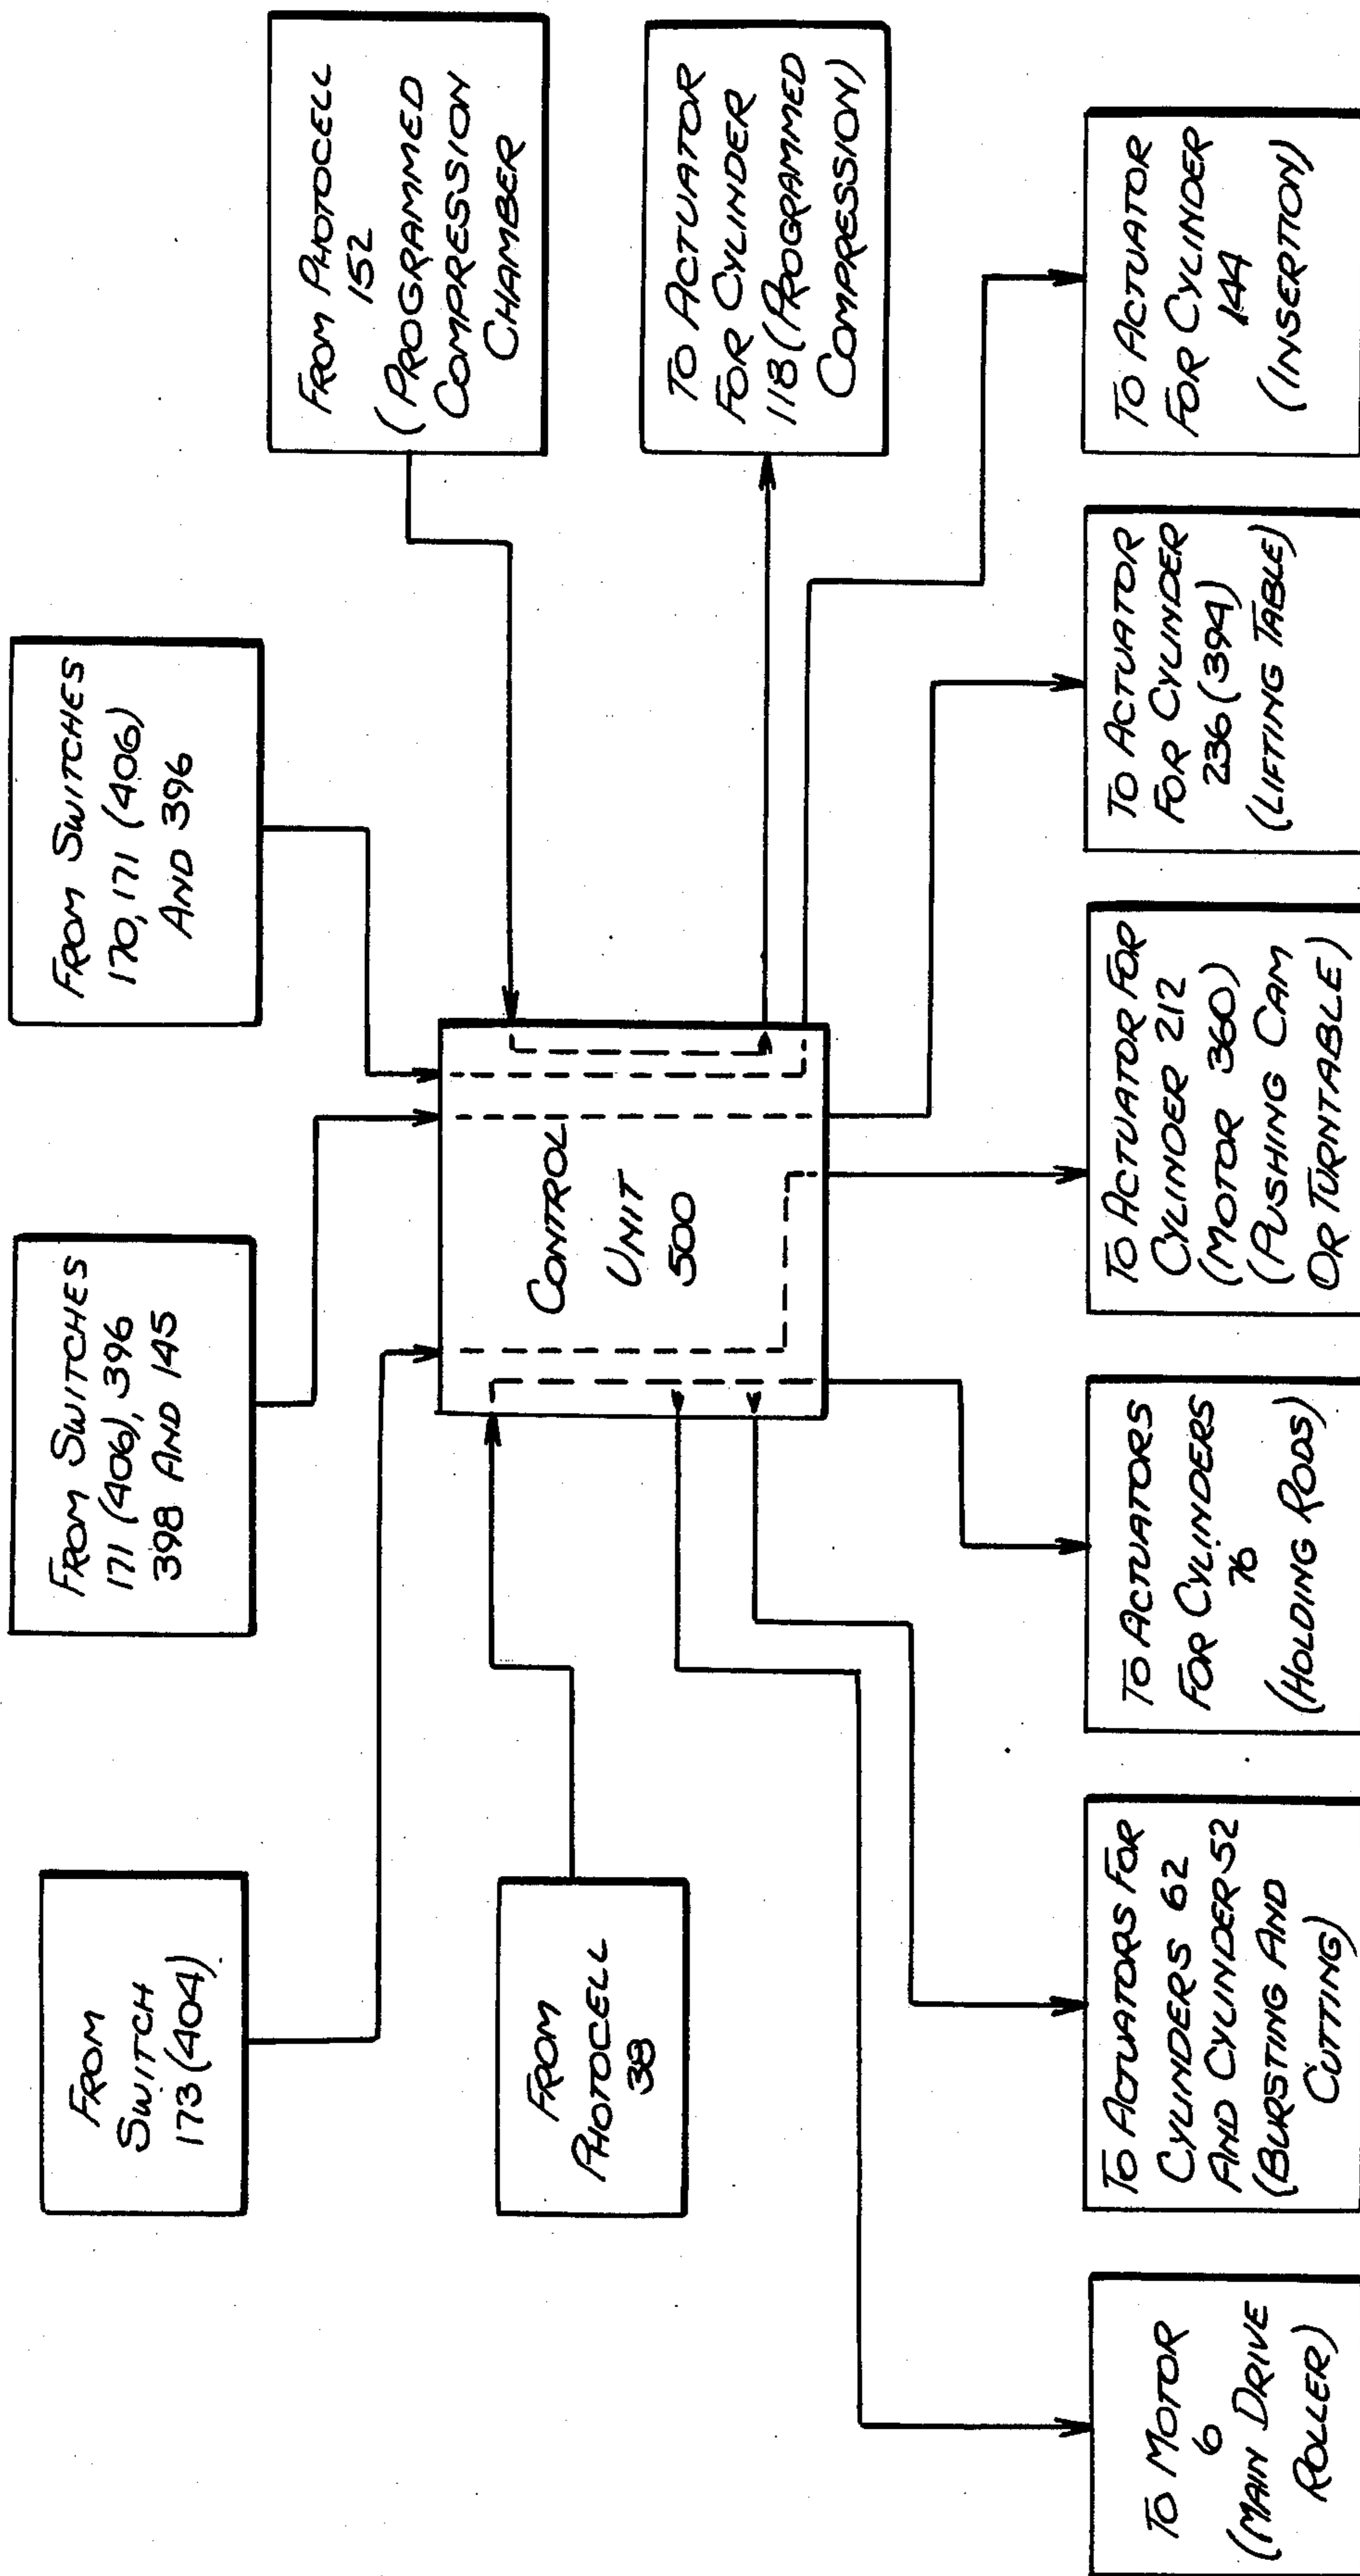 FROM
SWITCH
173 (404)
FROM SWITCHES
171 (406), 396
398 AND 145
FROM SWITCHES
170, 171 (406)
AND 396
FROM PHOTOCELL
152
(PROGRAMMED
COMPRESSION
CHAMBER
FROM
PHOTOCELL
38
CONTROL
UNIT
500
TO ACTUATOR
FOR CYLINDER
118 (PROGRAMMED
COMPRESSION)
TO MOTOR
6
(MAIN DRIVE
ROLLER)
TO ACTUATORS FOR
CYLINDERS 62
AND CYLINDER 52
(BURSTING AND
CUTTING)
TO ACTUATORS
FOR CYLINDERS
76
(HOLDING RODS)
TO ACTUATOR FOR
CYLINDER 212
(MOTOR 360)
(PUSHING CAM
OR TURNTABLE)
TO ACTUATOR
FOR CYLINDER
236 (394)
(LIFTING TABLE)
TO ACTUATOR
FOR CYLINDER
144
(INSERTION)